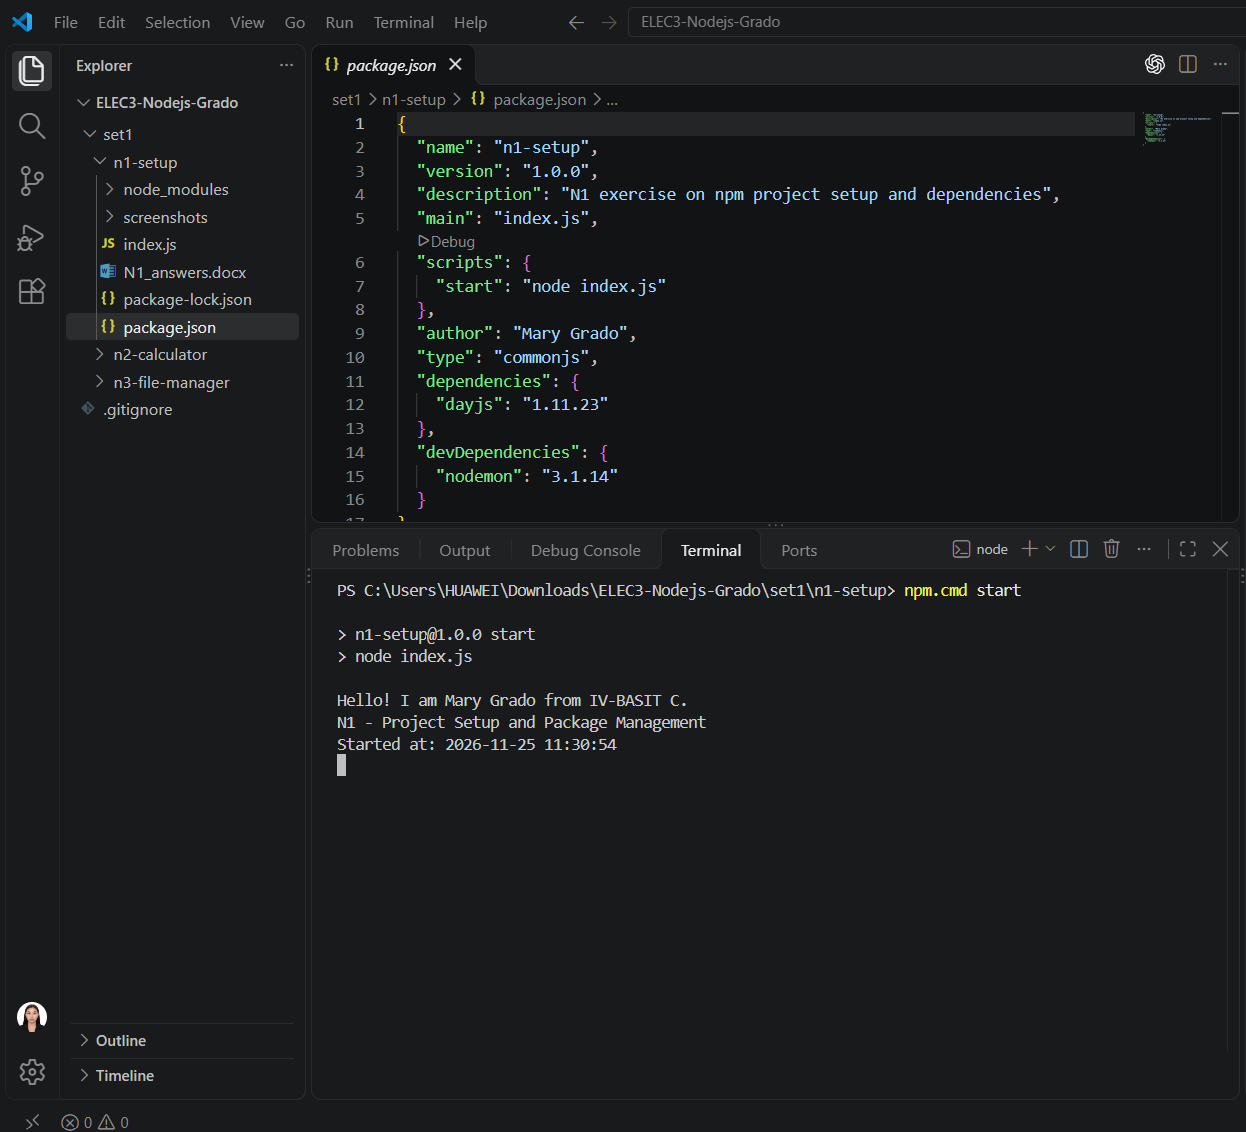 File Edit Selection View Go Run Terminal Help ELEC3-Nodejs-Grado
Explorer
ELEC3-Nodejs-Grado
set1
n1-setup
node_modules
screenshots
JS index.js
N1_answers.docx
{} package-lock.json
{} package.json
n2-calculator
n3-file-manager
.gitignore
Outline
Timeline
{} package.json
set1 > n1-setup > {} package.json > ...
1 {
2 "name": "n1-setup",
3 "version": "1.0.0",
4 "description": "N1 exercise on npm project setup and dependencies",
5 "main": "index.js",
Debug
6 "scripts": {
7 "start": "node index.js"
8 },
9 "author": "Mary Grado",
10 "type": "commonjs",
11 "dependencies": {
12 "dayjs": "1.11.23"
13 },
14 "devDependencies": {
15 "nodemon": "3.1.14"
16 }
17 }
Problems Output Debug Console Terminal Ports node
PS C:\Users\HUAWEI\Downloads\ELEC3-Nodejs-Grado\set1\n1-setup> npm.cmd start
> n1-setup@1.0.0 start
> node index.js
Hello! I am Mary Grado from IV-BASIT C.
N1 - Project Setup and Package Management
Started at: 2026-11-25 11:30:54
0 0